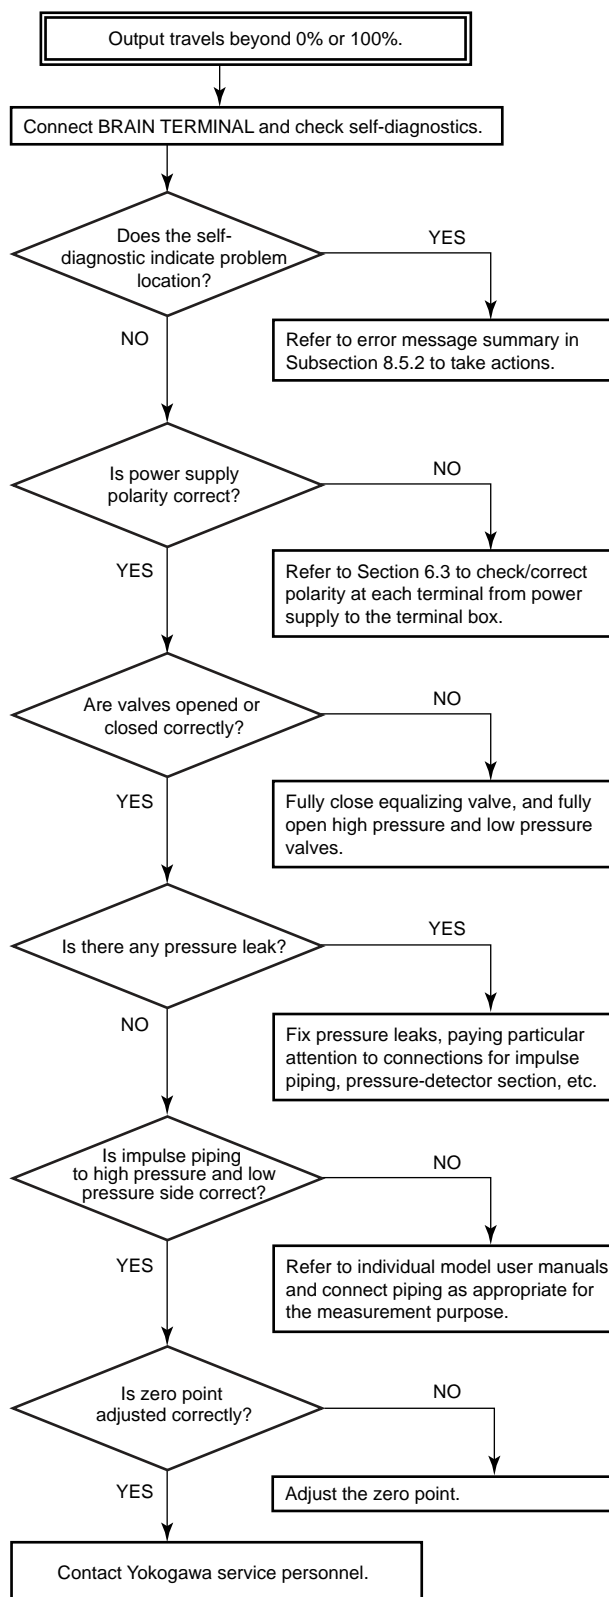 Output travels beyond 0% or 100%.
Connect BRAIN TERMINAL and check self-diagnostics.
Does the self-
diagnostic indicate problem
location?
YES
NO
Refer to error message summary in
Subsection 8.5.2 to take actions.
Is power supply
polarity correct?
NO
YES
Refer to Section 6.3 to check/correct
polarity at each terminal from power
supply to the terminal box.
Are valves opened or
closed correctly?
NO
YES
Fully close equalizing valve, and fully
open high pressure and low pressure
valves.
Is there any pressure leak?
YES
NO
Fix pressure leaks, paying particular
attention to connections for impulse
piping, pressure-detector section, etc.
Is impulse piping
to high pressure and low
pressure side correct?
NO
YES
Refer to individual model user manuals
and connect piping as appropriate for
the measurement purpose.
Is zero point
adjusted correctly?
NO
YES
Adjust the zero point.
Contact Yokogawa service personnel.